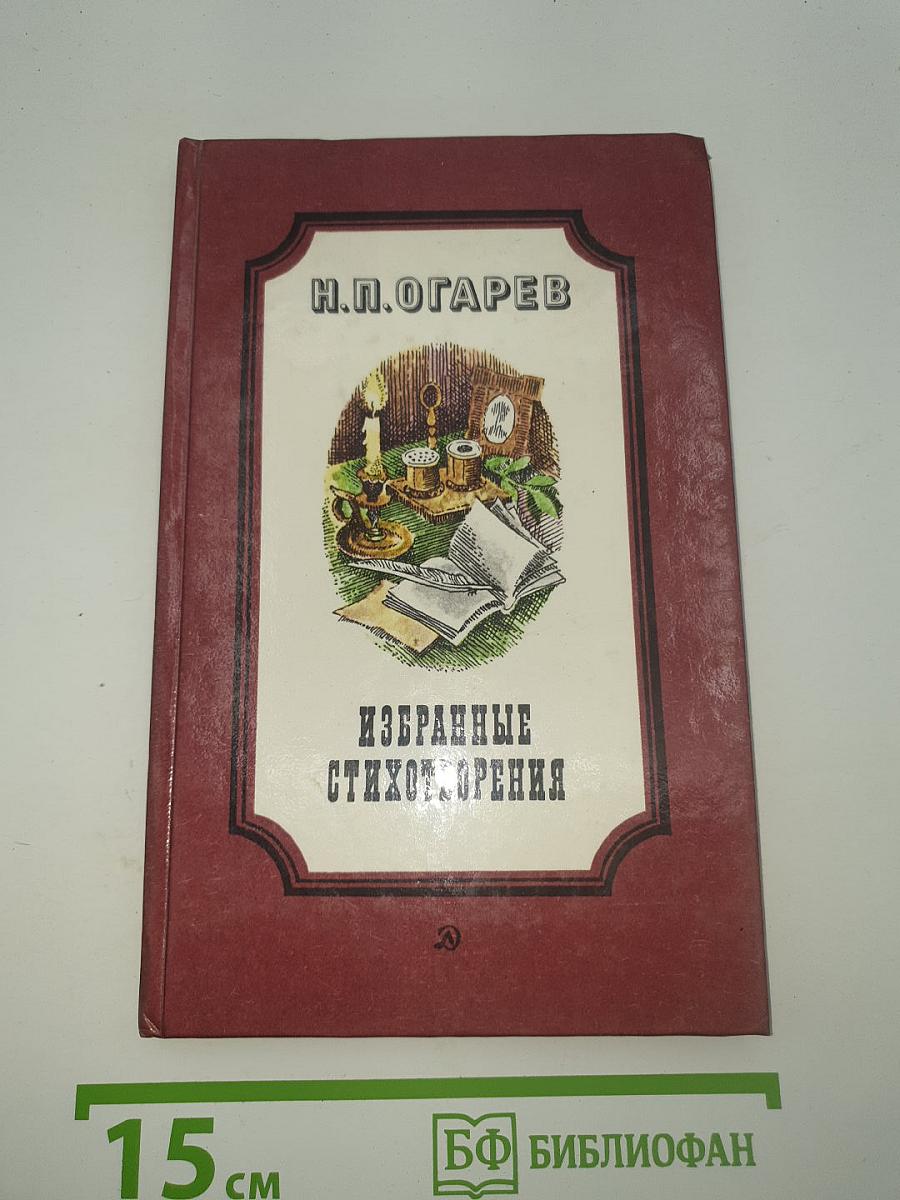 Н.П.ОГАРЕВ
ИЗБРАННЫЕ
СТИХОТВОРЕНИЯ
15 см
БФ БИБЛИОФАН